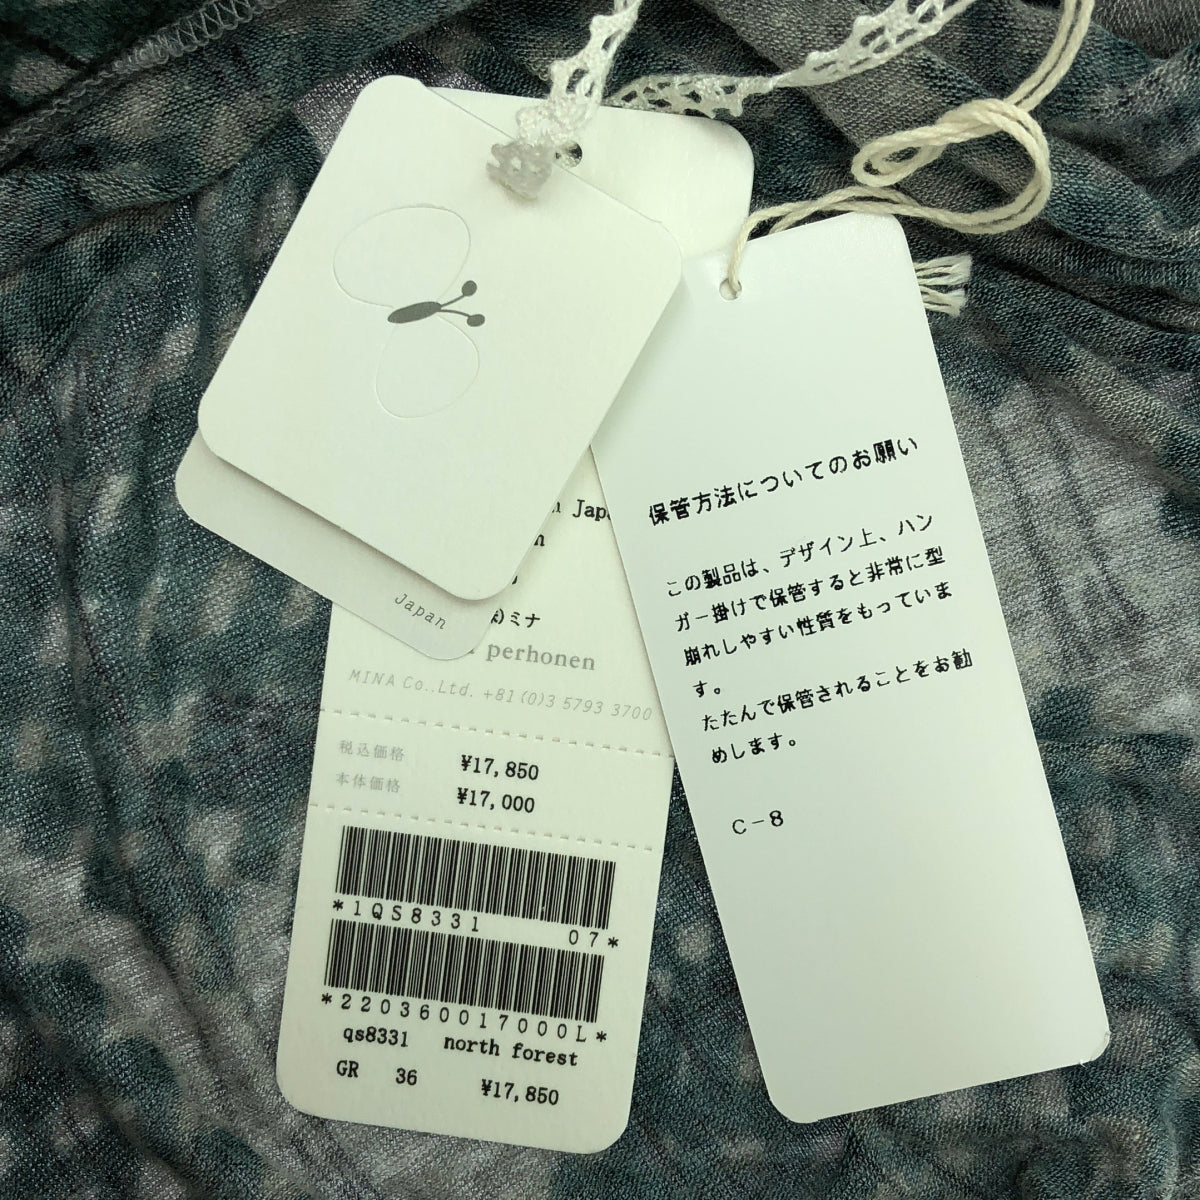 Japan
ミナ
perhonen
MINA Co.,Ltd. +81(0)3 5793 3700
税込価格 ¥17,850
本体価格 ¥17,000
*1QS8331 07*
*220360017000L*
qs8331 north forest
GR 36 ¥17,850
保管方法についてのお願い
この製品は、デザイン上、ハン
ガー掛けで保管すると非常に型
崩れしやすい性質をもっていま
す。
たたんで保管されることをお勧
めします。
C-8